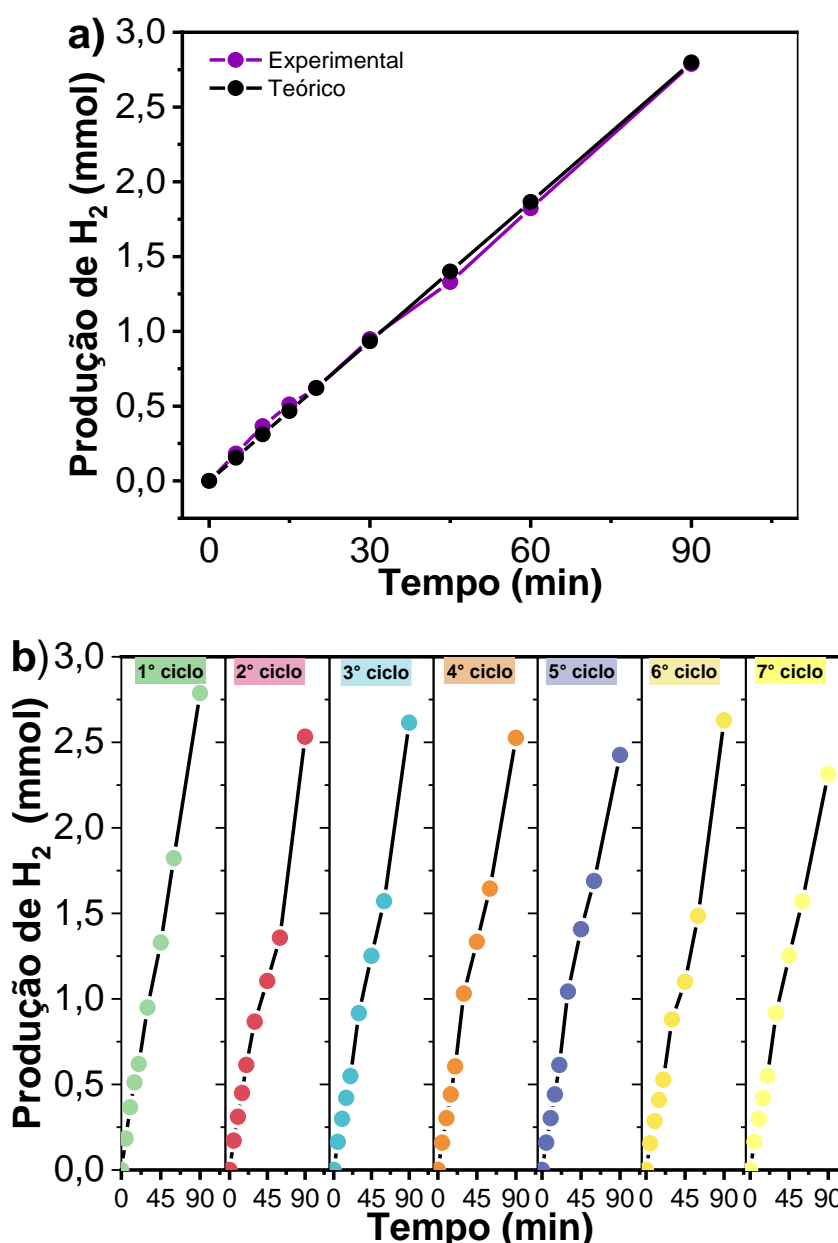 a)
Experimental
Teórico
Produção de H₂ (mmol)
3,0
2,5
2,0
1,5
1,0
0,5
0,0
0 30 60 90
Tempo (min)
b)
1° ciclo 2° ciclo 3° ciclo 4° ciclo 5° ciclo 6° ciclo 7° ciclo
Produção de H₂ (mmol)
3,0
2,5
2,0
1,5
1,0
0,5
0,0
0 45 90 0 45 90 0 45 90 0 45 90 0 45 90 0 45 90 0 45 90
Tempo (min)